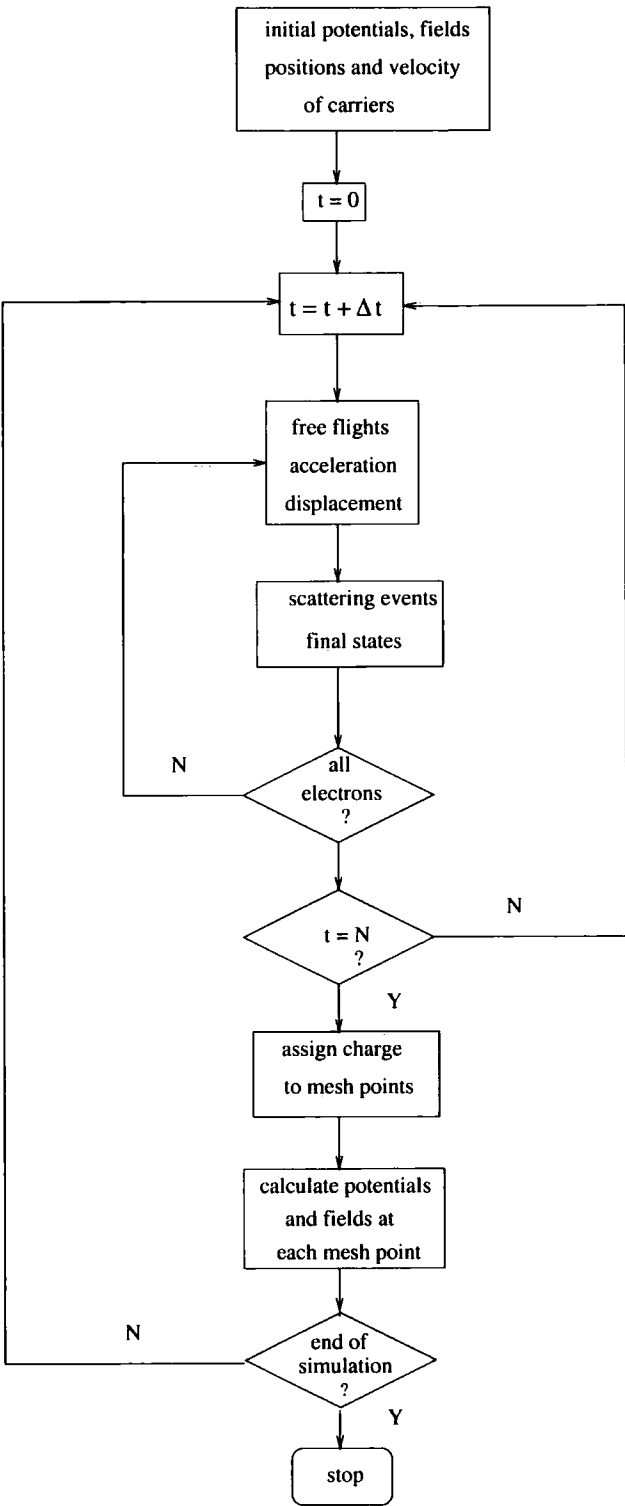 initial potentials, fields
positions and velocity
of carriers
t = 0
t = t + Δ t
free flights
acceleration
displacement
scattering events
final states
N
all
electrons
?
N
t = N
?
Y
assign charge
to mesh points
calculate potentials
and fields at
each mesh point
N
end of
simulation
?
Y
stop